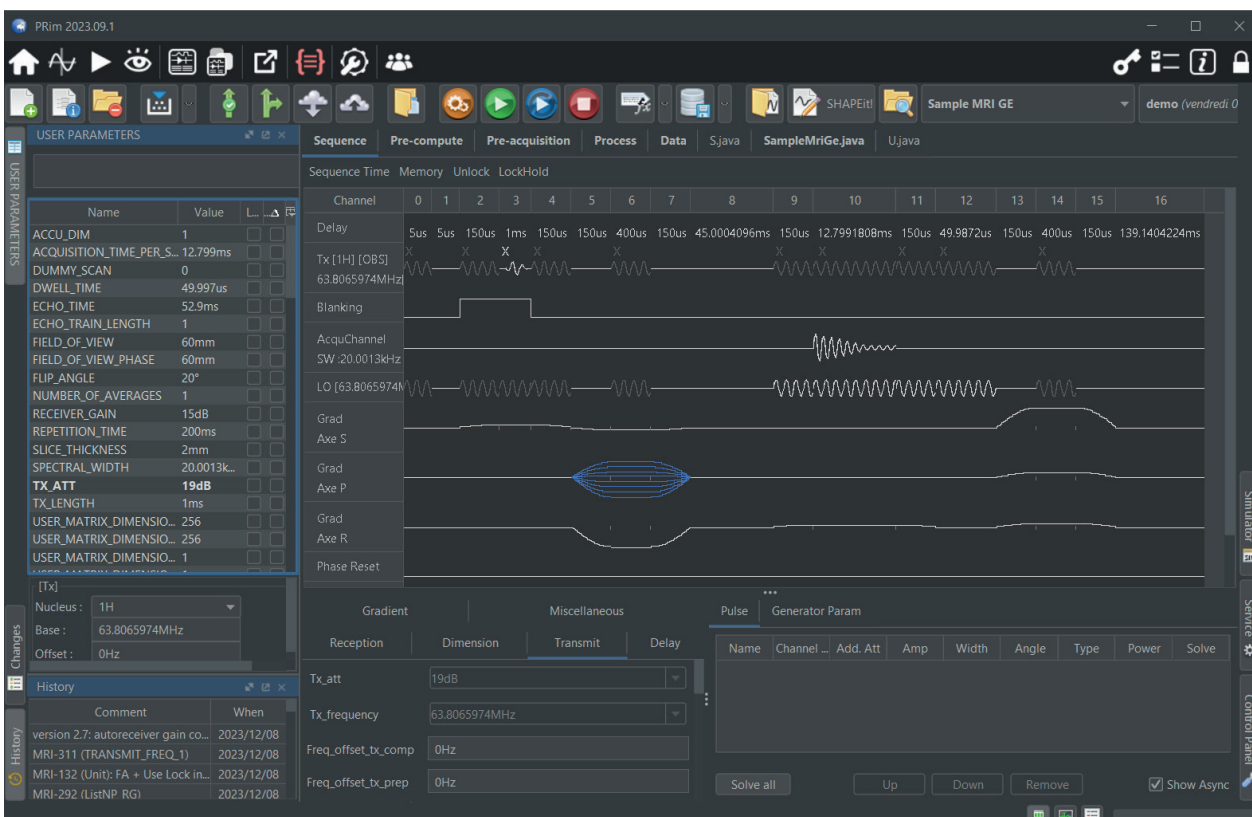 PRim 2023.09.1
SHAPEit!
Sample MRI GE
demo (vendredi 0
USER PARAMETERS
USER PARAMETERS
Name Value L... ...
ACCU_DIM 1
ACQUISITION_TIME_PER_S... 12.799ms
DUMMY_SCAN 0
DWELL_TIME 49.997us
ECHO_TIME 52.9ms
ECHO_TRAIN_LENGTH 1
FIELD_OF_VIEW 60mm
FIELD_OF_VIEW_PHASE 60mm
FLIP_ANGLE 20°
NUMBER_OF_AVERAGES 1
RECEIVER_GAIN 15dB
REPETITION_TIME 200ms
SLICE_THICKNESS 2mm
SPECTRAL_WIDTH 20.0013k...
TX_ATT 19dB
TX_LENGTH 1ms
USER_MATRIX_DIMENSIO... 256
USER_MATRIX_DIMENSIO... 256
USER_MATRIX_DIMENSIO... 1
[Tx]
Nucleus : 1H
Base : 63.8065974MHz
Offset : 0Hz
Changes
History
History
Comment When
version 2.7: autoreceiver gain co... 2023/12/08
MRI-311 (TRANSMIT_FREQ_1) 2023/12/08
MRI-132 (Unit): FA + Use Lock in... 2023/12/08
MRI-292 (ListNP RG) 2023/12/08
Sequence Pre-compute Pre-acquisition Process Data S.java SampleMriGe.java U.java
Sequence Time Memory Unlock LockHold
Channel 0 1 2 3 4 5 6 7 8 9 10 11 12 13 14 15 16
Delay 5us 5us 150us 1ms 150us 150us 400us 150us 45.0004096ms 150us 12.7991808ms 150us 49.9872us 150us 400us 150us 139.1404224ms
Tx [1H] [OBS]
X X X X X X X X X
63.8065974MHz]
Blanking
AcquChannel
SW :20.0013kHz
LO [63.8065974M
Grad
Axe S
Grad
Axe P
Grad
Axe R
Phase Reset
Gradient Miscellaneous
Reception Dimension Transmit Delay
Tx_att 19dB
Tx_frequency 63.8065974MHz
Freq_offset_tx_comp 0Hz
Freq_offset_tx_prep 0Hz
Pulse Generator Param
Name Channel ... Add. Att Amp Width Angle Type Power Solve
Solve all Up Down Remove Show Async
Simulator
Service
Control Panel